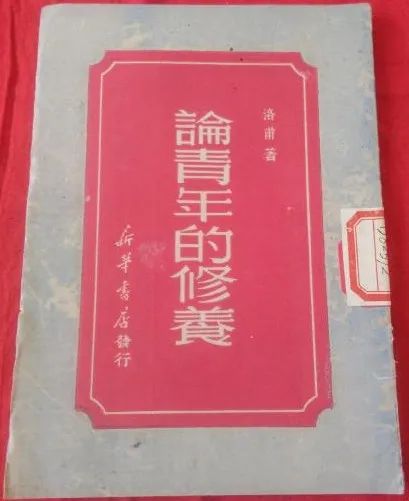 洛甫著
論青年的修養
新華書店發行